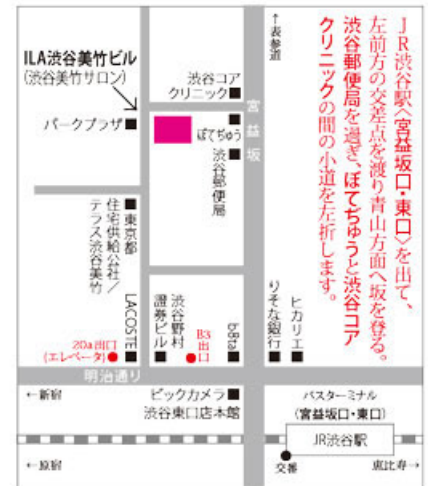 JR渋谷駅〈宮益坂口・東口〉を出て、
左前方の交差点を渡り青山方面へ坂を登る。
渋谷郵便局を過ぎ、ぼてぢゅうと渋谷コア
クリニックの間の小道を左折します。
←表参道
ILA渋谷美竹ビル
(渋谷美竹サロン)
渋谷コア
クリニック■
宮益坂
パークプラザ■
ぼてぢゅう
渋谷郵便局■
■東京都
住宅供給公社/
テラス渋谷美竹
LACOSTE■
20a出口
(エレベータ)●
渋谷野村
證券ビル■
B3
出口
●
b8ta■
りそな銀行■
ヒカリエ■
明治通り
←新宿
ビックカメラ■
渋谷東口店本館
バスターミナル
(宮益坂口・東口)
JR渋谷駅
←原宿
交番
恵比寿→